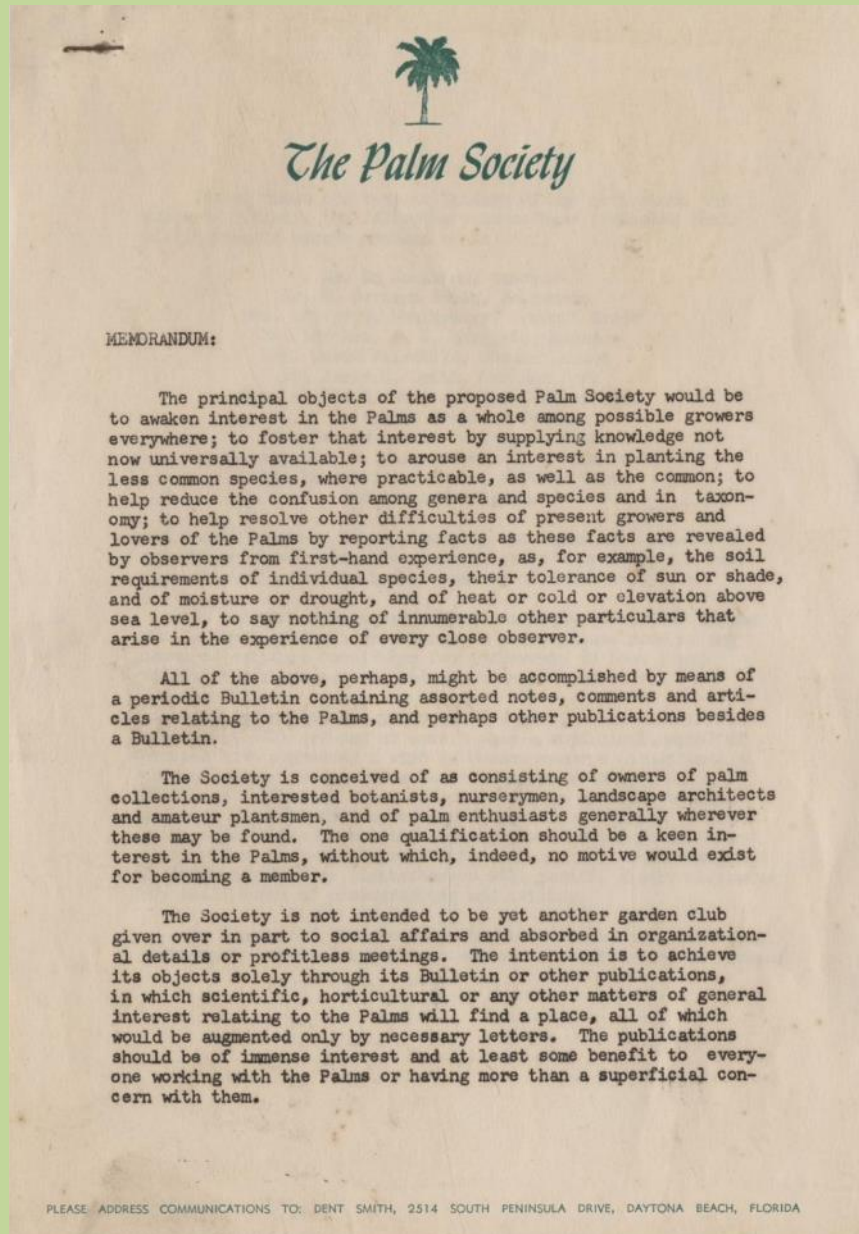 The Palm Society
MEMORANDUM:
The principal objects of the proposed Palm Society would be
to awaken interest in the Palms as a whole among possible growers
everywhere; to foster that interest by supplying knowledge not
now universally available; to arouse an interest in planting the
less common species, where practicable, as well as the common; to
help reduce the confusion among genera and species and in taxon-
omy; to help resolve other difficulties of present growers and
lovers of the Palms by reporting facts as these facts are revealed
by observers from first-hand experience, as, for example, the soil
requirements of individual species, their tolerance of sun or shade,
and of moisture or drought, and of heat or cold or elevation above
sea level, to say nothing of innumerable other particulars that
arise in the experience of every close observer.
All of the above, perhaps, might be accomplished by means of
a periodic Bulletin containing assorted notes, comments and arti-
cles relating to the Palms, and perhaps other publications besides
a Bulletin.
The Society is conceived of as consisting of owners of palm
collections, interested botanists, nurserymen, landscape architects
and amateur plantsmen, and of palm enthusiasts generally wherever
these may be found. The one qualification should be a keen in-
terest in the Palms, without which, indeed, no motive would exist
for becoming a member.
The Society is not intended to be yet another garden club
given over in part to social affairs and absorbed in organization-
al details or profitless meetings. The intention is to achieve
its objects solely through its Bulletin or other publications,
in which scientific, horticultural or any other matters of general
interest relating to the Palms will find a place, all of which
would be augmented only by necessary letters. The publications
should be of immense interest and at least some benefit to every-
one working with the Palms or having more than a superficial con-
cern with them.
PLEASE ADDRESS COMMUNICATIONS TO: DENT SMITH, 2514 SOUTH PENINSULA DRIVE, DAYTONA BEACH, FLORIDA